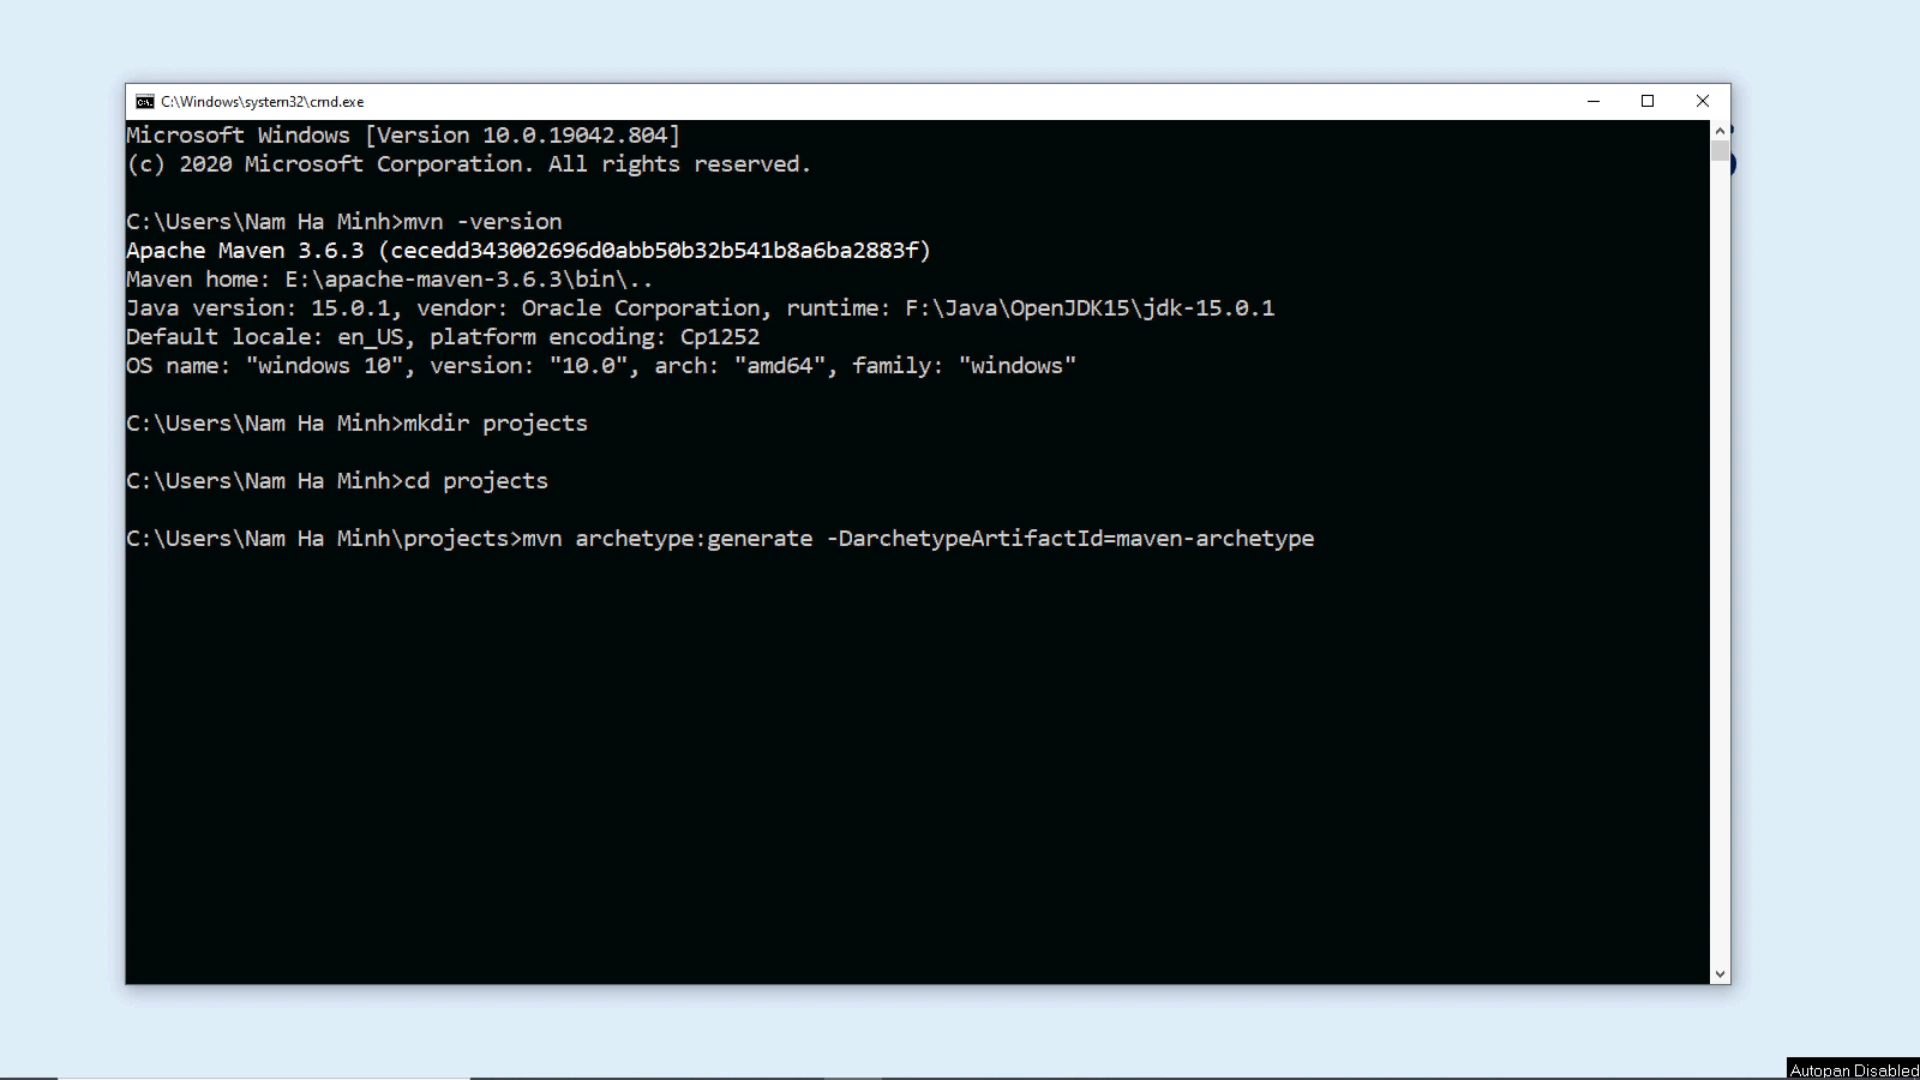 C:\Windows\system32\cmd.exe
Microsoft Windows [Version 10.0.19042.804]
(c) 2020 Microsoft Corporation. All rights reserved.
C:\Users\Nam Ha Minh>mvn -version
Apache Maven 3.6.3 (cecedd343002696d0abb50b32b541b8a6ba2883f)
Maven home: E:\apache-maven-3.6.3\bin\..
Java version: 15.0.1, vendor: Oracle Corporation, runtime: F:\Java\OpenJDK15\jdk-15.0.1
Default locale: en_US, platform encoding: Cp1252
OS name: "windows 10", version: "10.0", arch: "amd64", family: "windows"
C:\Users\Nam Ha Minh>mkdir projects
C:\Users\Nam Ha Minh>cd projects
C:\Users\Nam Ha Minh\projects>mvn archetype:generate -DarchetypeArtifactId=maven-archetype
Autopan Disabled